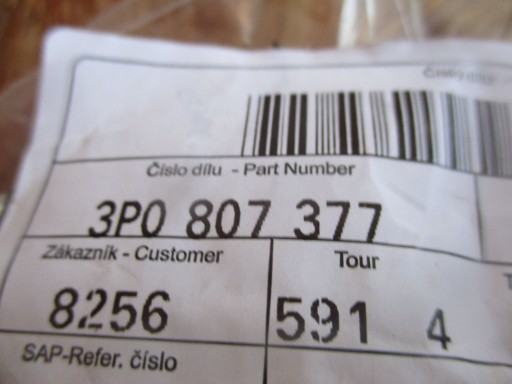 Číslo dílu - Part Number
3P0 807 377
Zákazník - Customer
Tour
8256
591 4
SAP-Refer. číslo